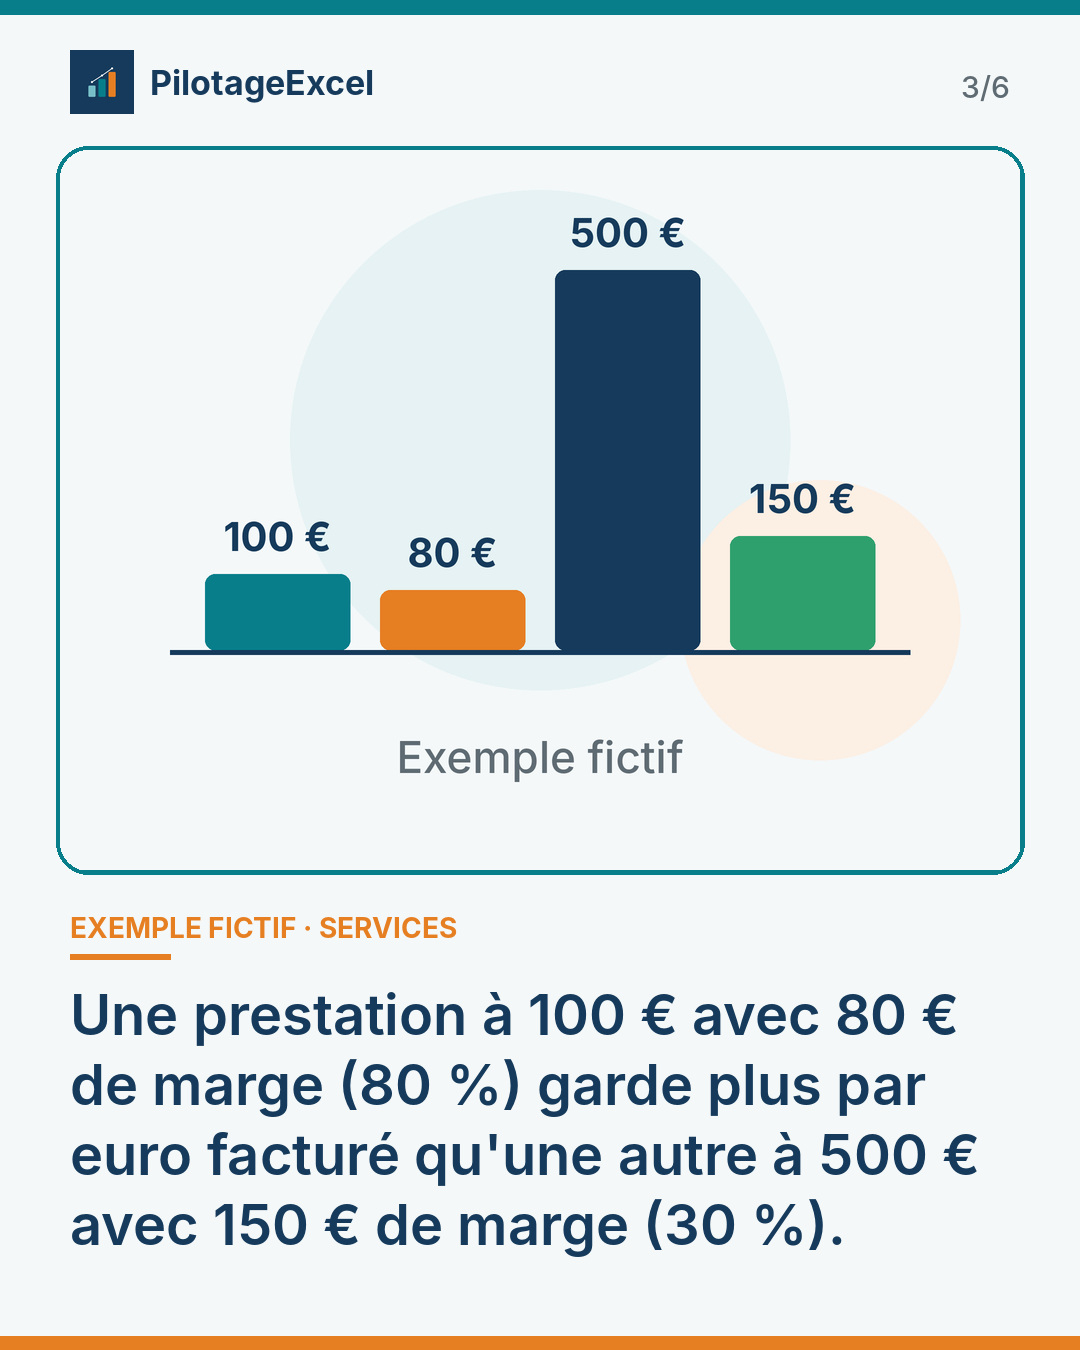 PilotageExcel
3/6
500 €
150 €
100 €
80 €
Exemple fictif
EXEMPLE FICTIF · SERVICES
Une prestation à 100 € avec 80 €
de marge (80 %) garde plus par
euro facturé qu'une autre à 500 €
avec 150 € de marge (30 %).